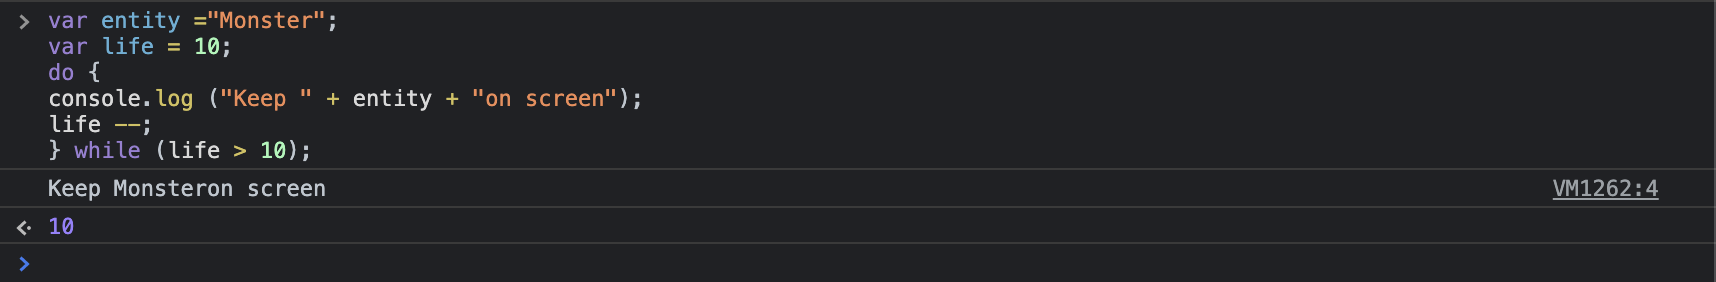 > var entity ="Monster";
var life = 10;
do {
console.log ("Keep " + entity + "on screen");
life --;
} while (life > 10);
Keep Monsteron screen VM1262:4
10
>